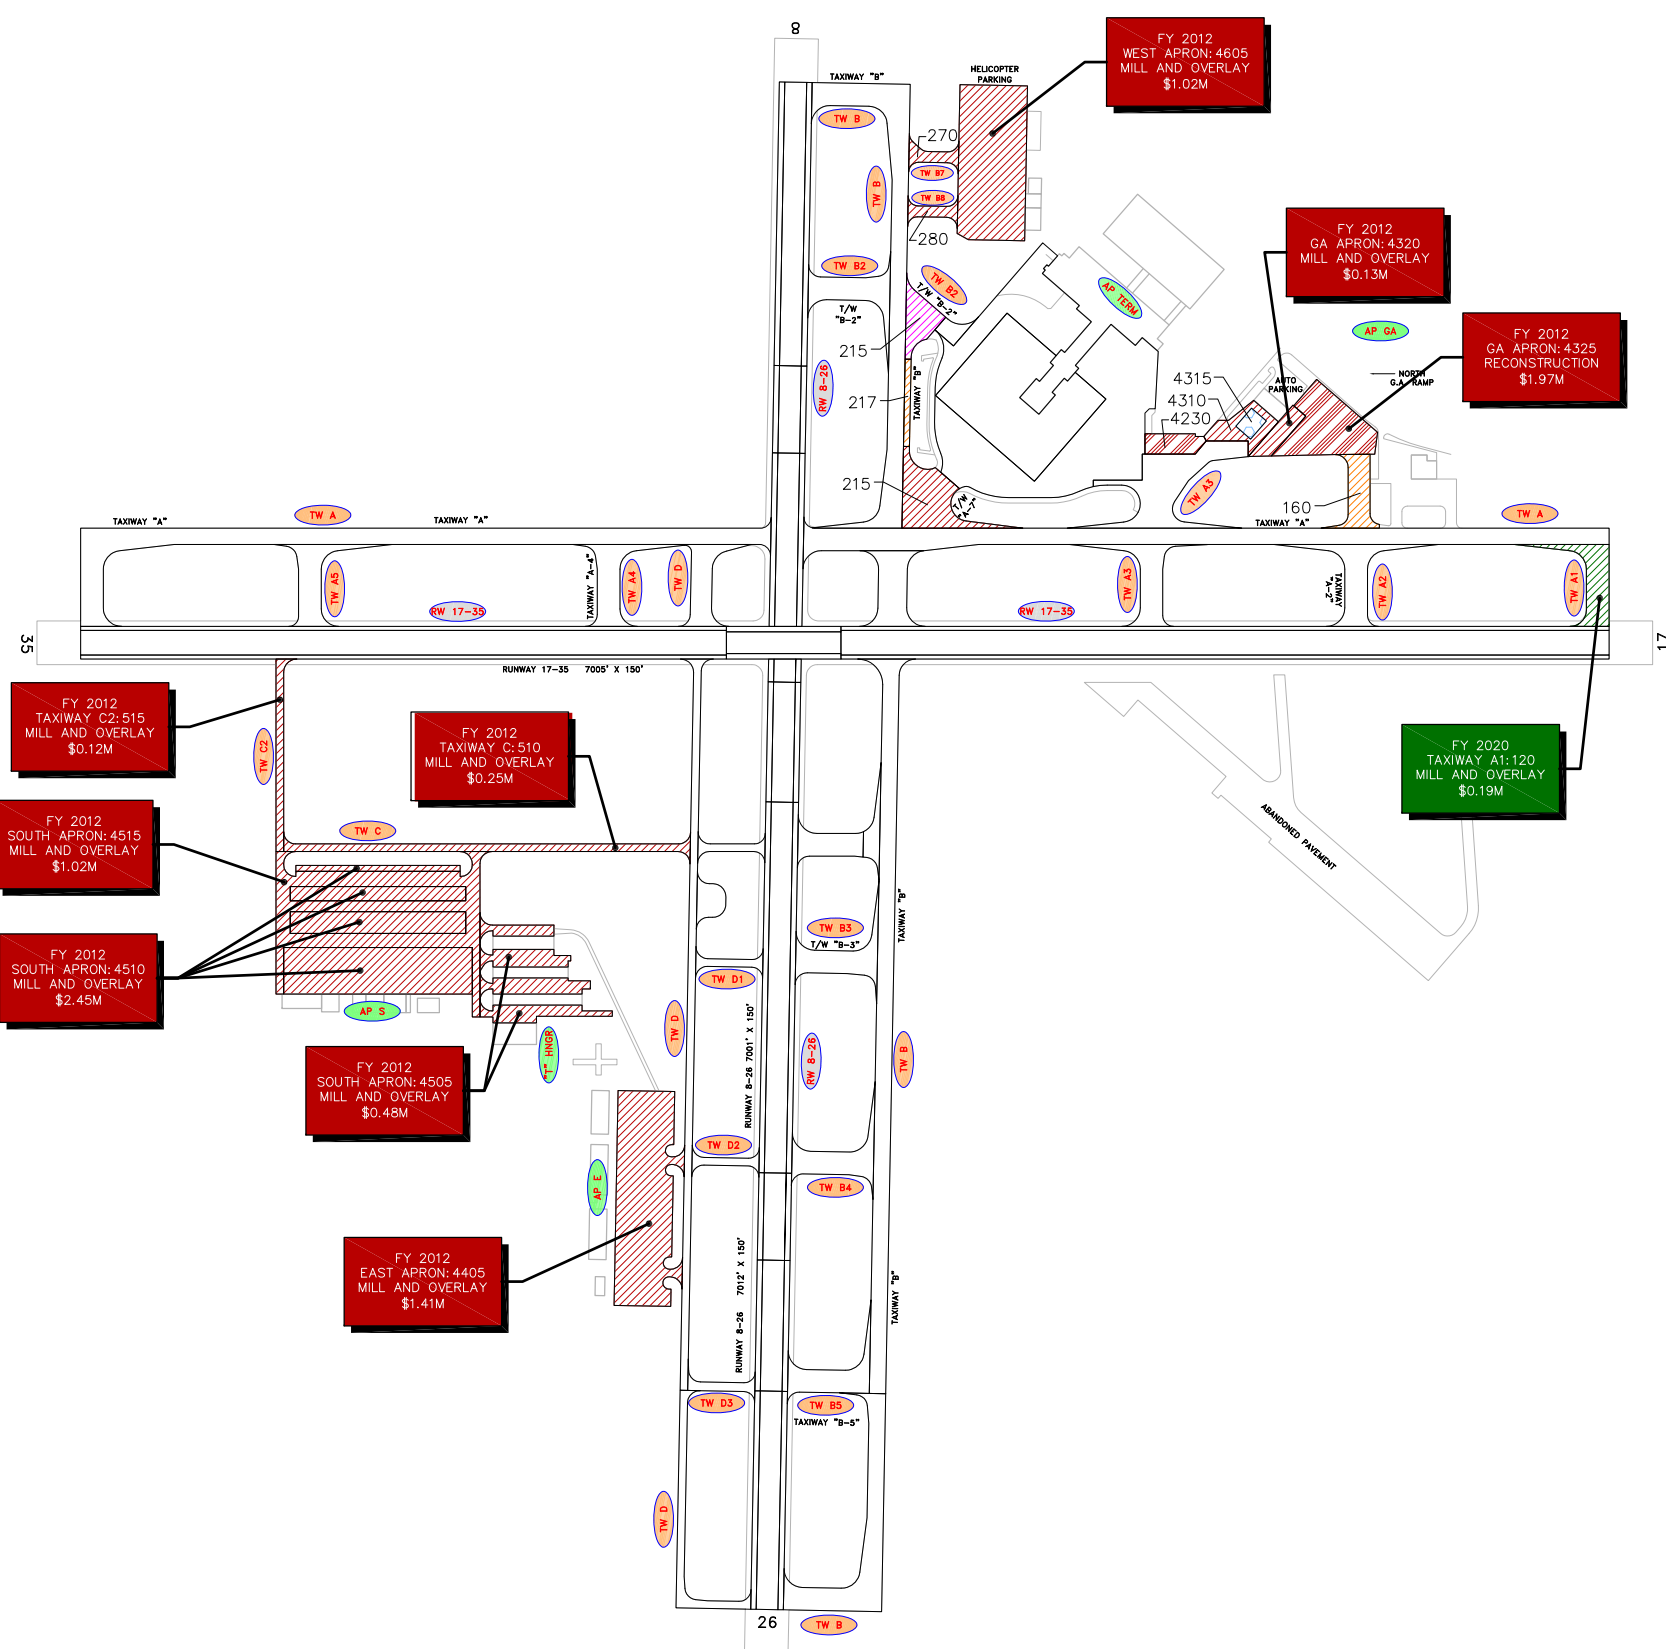 8
TAXIWAY "B"
HELICOPTER
PARKING
FY 2012
WEST APRON: 4605
MILL AND OVERLAY
$1.02M
TW B
270
TW B7
TW B
TW B8
280
TW B2
TW B2
T/W "B-2"
AP TERM
FY 2012
GA APRON: 4320
MILL AND OVERLAY
$0.13M
AP GA
T/W
"B-2"
215
FY 2012
GA APRON: 4325
RECONSTRUCTION
$1.97M
RW 8-26
TAXIWAY "B"
217
4315
AUTO
PARKING
NORTH
G.A. RAMP
4310
4230
215
T/W
"A-7"
TW A3
160
TAXIWAY "A"
TW A
TAXIWAY "A"
TW A
TAXIWAY "A"
TW A5
TAXIWAY "A-4"
TW A4
TW D
RW 17-35
RW 17-35
TW A3
TAXIWAY
"A-2"
TW A2
TW A1
35
17
RUNWAY 17-35 7005' X 150'
FY 2012
TAXIWAY C2: 515
MILL AND OVERLAY
$0.12M
TW C2
FY 2012
TAXIWAY C: 510
MILL AND OVERLAY
$0.25M
FY 2020
TAXIWAY A1: 120
MILL AND OVERLAY
$0.19M
FY 2012
SOUTH APRON: 4515
MILL AND OVERLAY
$1.02M
TW C
ABANDONED PAVEMENT
TW B3
T/W "B-3"
TAXIWAY "B"
FY 2012
SOUTH APRON: 4510
MILL AND OVERLAY
$2.45M
TW D1
AP S
TW D
RUNWAY 8-26 7001' X 150'
RW 8-26
TW B
"T" HNGR
FY 2012
SOUTH APRON: 4505
MILL AND OVERLAY
$0.48M
TW D2
AP E
TW B4
FY 2012
EAST APRON: 4405
MILL AND OVERLAY
$1.41M
RUNWAY 8-26 7012' X 150'
TAXIWAY "B"
TW D3
TW B5
TAXIWAY "B-5"
TW D
26
TW B